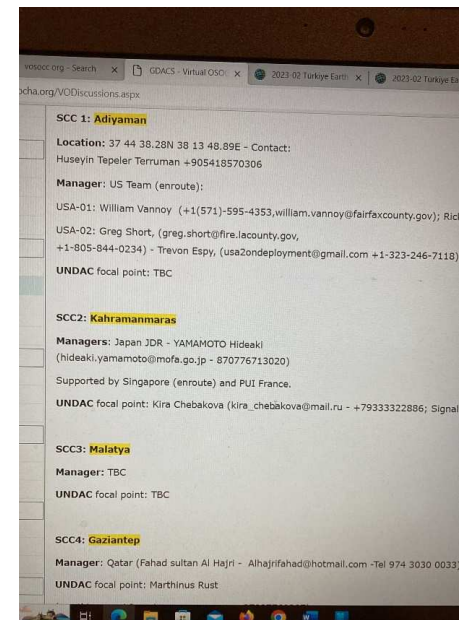 vosocc.org - Search
GDACS - Virtual OSO
2023-02 Türkiye Earth
2023-02 Türkiye Ea
ocha.org/VODiscussions.aspx
SCC 1: Adiyaman
Location: 37 44 38.28N 38 13 48.89E - Contact:
Huseyin Tepeler Terruman +905418570306
Manager: US Team (enroute):
USA-01: William Vannoy (+1(571)-595-4353,william.vannoy@fairfaxcounty.gov); Ric
USA-02: Greg Short, (greg.short@fire.lacounty.gov,
+1-805-844-0234) - Trevon Espy, (usa2ondeployment@gmail.com +1-323-246-7118)
UNDAC focal point: TBC
SCC2: Kahramanmaras
Managers: Japan JDR - YAMAMOTO Hideaki
(hideaki.yamamoto@mofa.go.jp - 870776713020)
Supported by Singapore (enroute) and PUI France.
UNDAC focal point: Kira Chebakova (kira_chebakova@mail.ru - +79333322886; Signal
SCC3: Malatya
Manager: TBC
UNDAC focal point: TBC
SCC4: Gaziantep
Manager: Qatar (Fahad sultan Al Hajri - Alhajrifahad@hotmail.com -Tel 974 3030 0033)
UNDAC focal point: Marthinus Rust